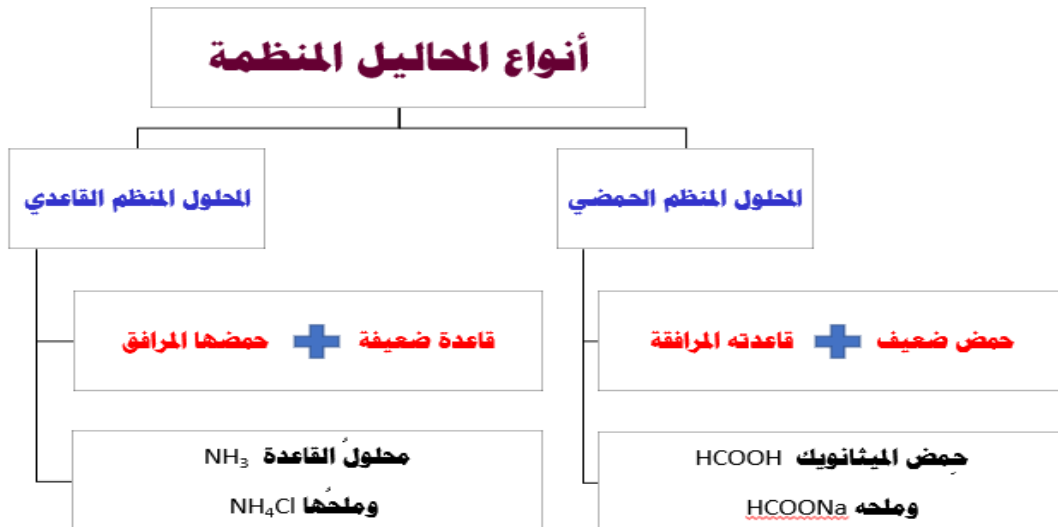 أنواع المحاليل المنظمة
المحلول المنظم الحمضي
المحلول المنظم القاعدي
حمض ضعيف + قاعدته المرافقة
قاعدة ضعيفة + حمضها المرافق
حِمض الميثانويك HCOOH
وملحه HCOONa
محلولُ القاعدة NH₃
وملحُها NH₄Cl